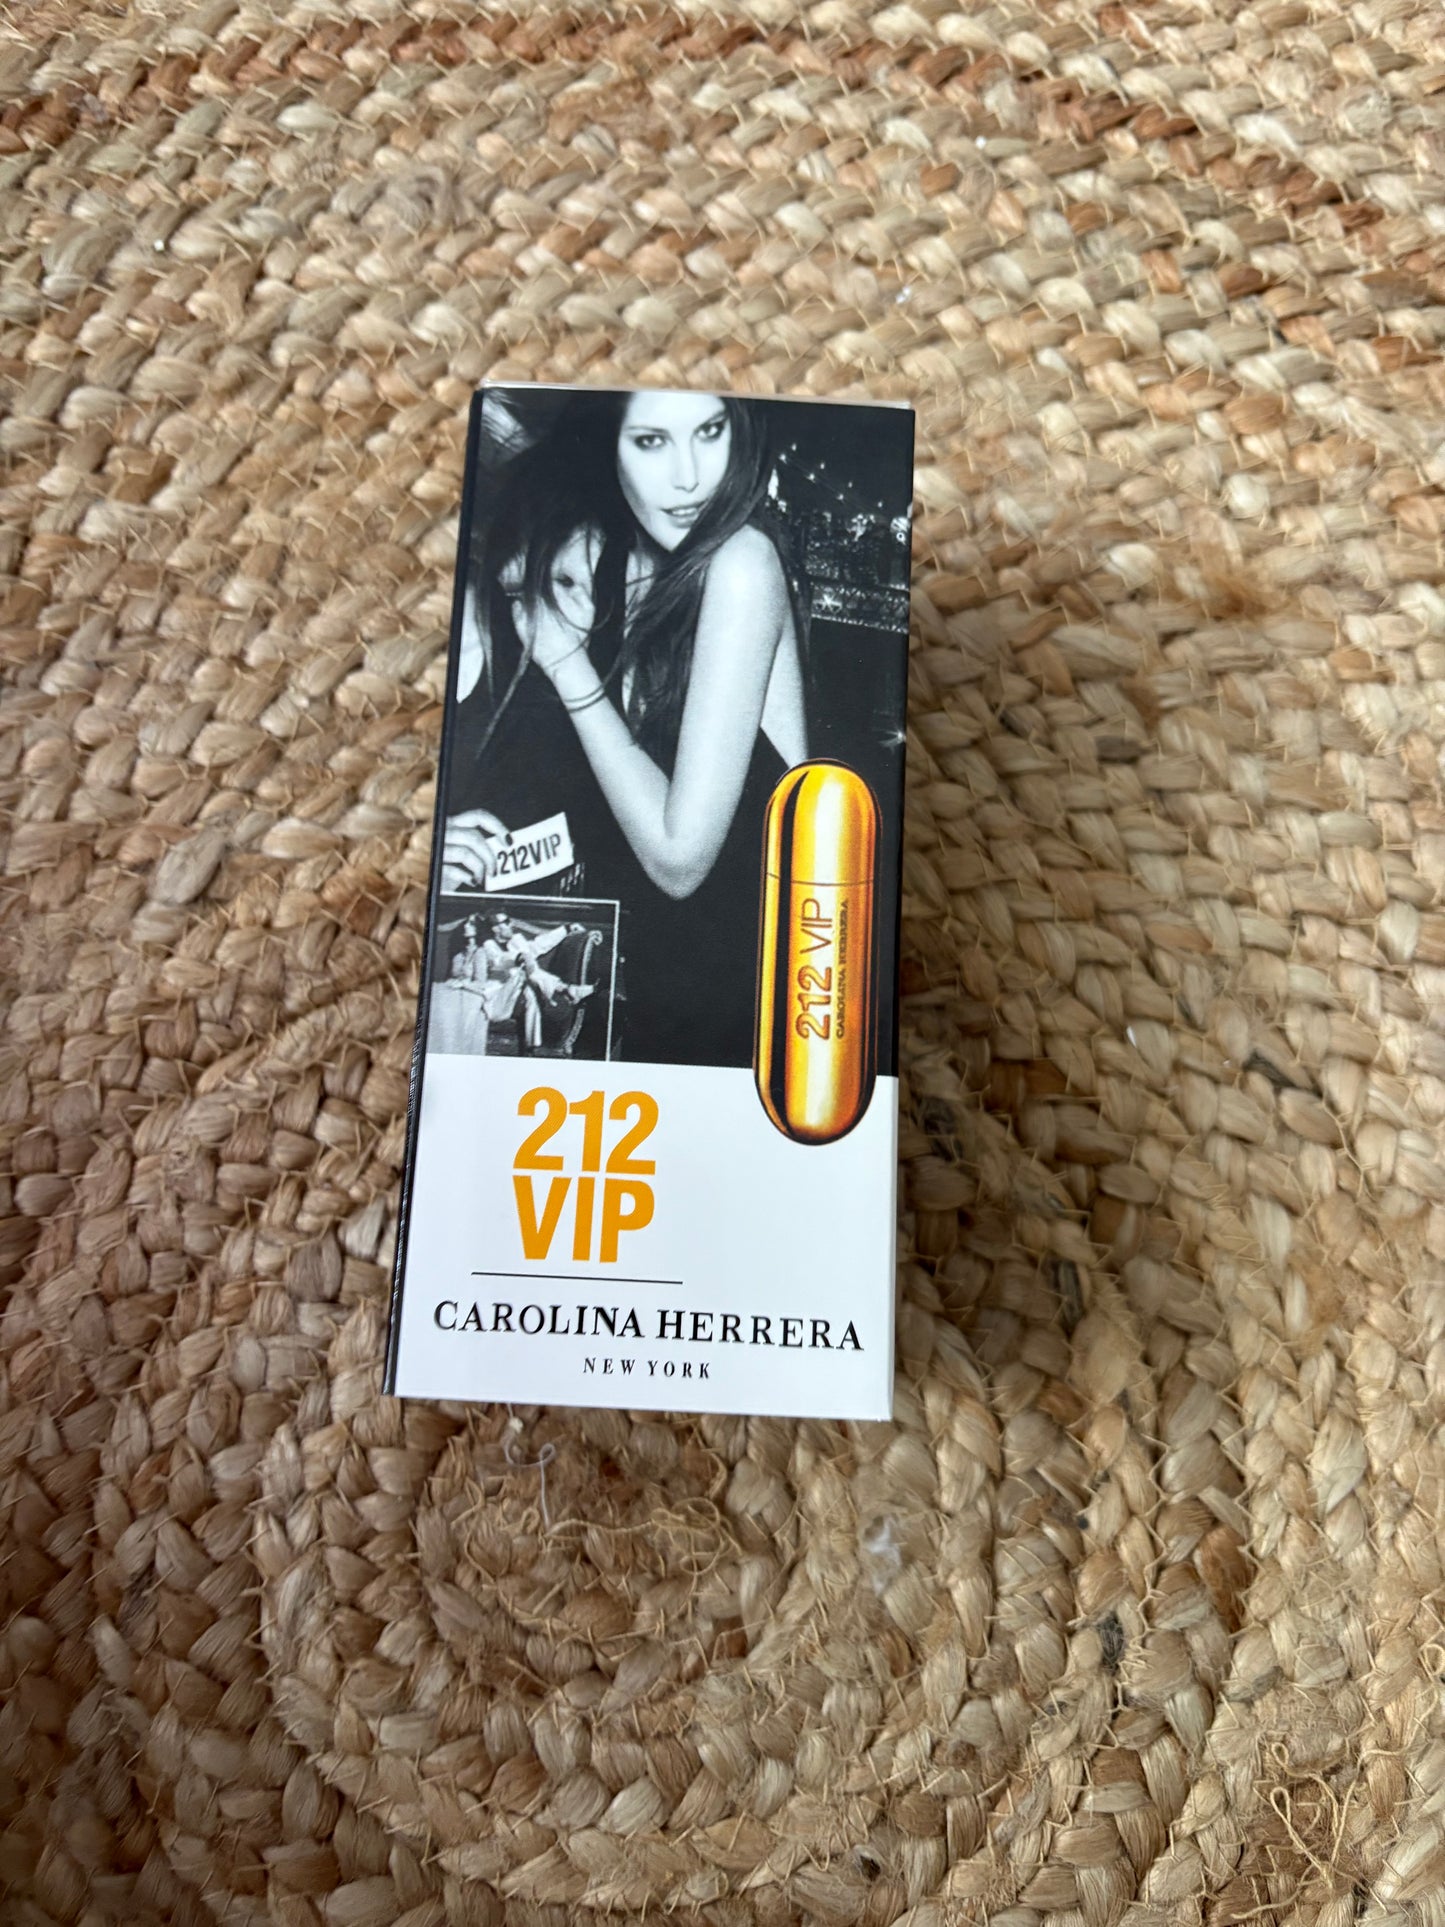 212VIP
212 VIP
CAROLINA HERRERA
212
VIP
CAROLINA HERRERA
NEW YORK